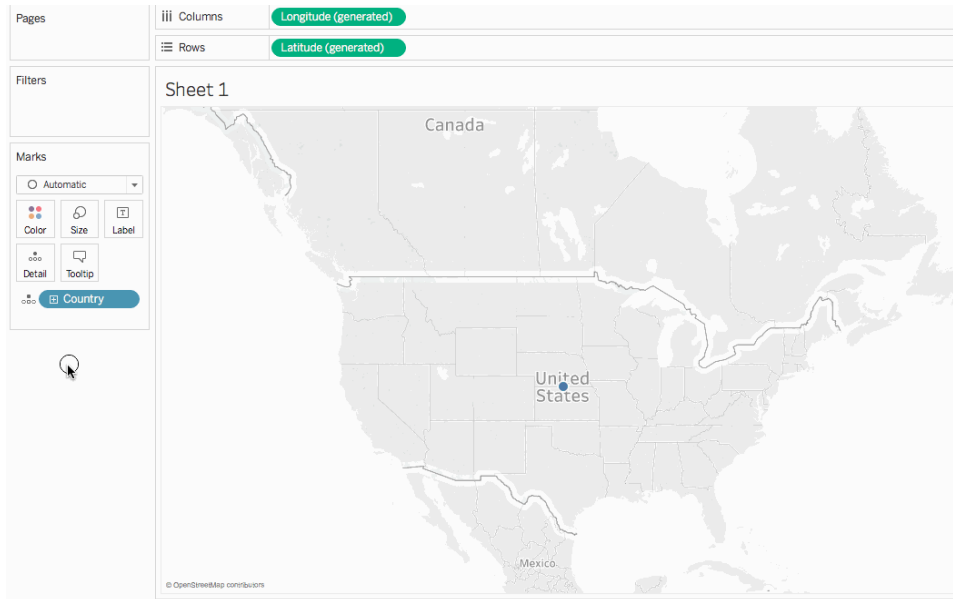 Pages
Columns
Longitude (generated)
Rows
Latitude (generated)
Filters
Sheet 1
Marks
Automatic
Color
Size
Label
Detail
Tooltip
Country
Canada
United
States
Mexico
© OpenStreetMap contributors